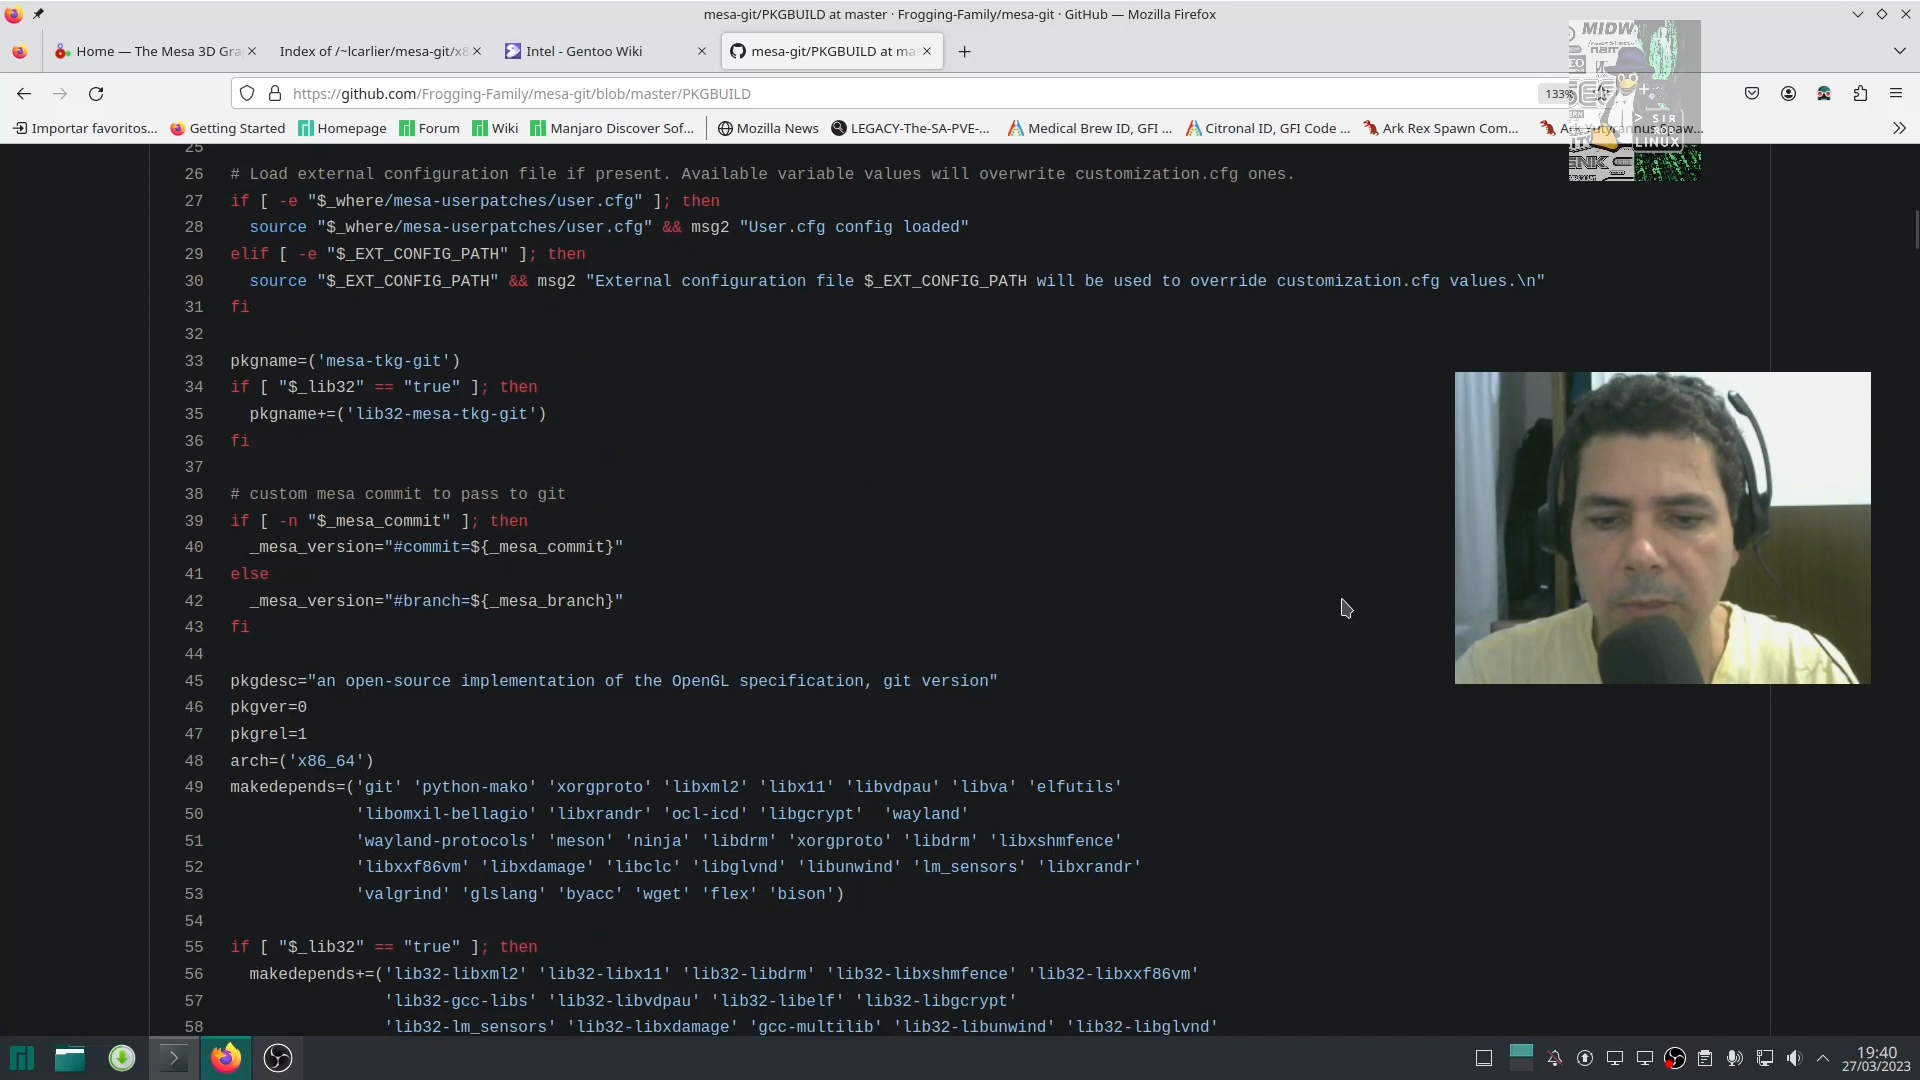 mesa-git/PKGBUILD at master · Frogging-Family/mesa-git · GitHub — Mozilla Firefox
Home — The Mesa 3D Gra
Index of /~lcarlier/mesa-git/x8
Intel - Gentoo Wiki
mesa-git/PKGBUILD at ma
https://github.com/Frogging-Family/mesa-git/blob/master/PKGBUILD
133%
Importar favoritos...
Getting Started
Homepage
Forum
Wiki
Manjaro Discover Sof...
Mozilla News
LEGACY-The-SA-PVE-...
Medical Brew ID, GFI ...
Citronal ID, GFI Code ...
Ark Rex Spawn Com...
MIDW
> SIR
LINUX
25
26 # Load external configuration file if present. Available variable values will overwrite customization.cfg ones.
27 if [ -e "$_where/mesa-userpatches/user.cfg" ]; then
28 source "$_where/mesa-userpatches/user.cfg" && msg2 "User.cfg config loaded"
29 elif [ -e "$_EXT_CONFIG_PATH" ]; then
30 source "$_EXT_CONFIG_PATH" && msg2 "External configuration file $_EXT_CONFIG_PATH will be used to override customization.cfg values.\n"
31 fi
32
33 pkgname=('mesa-tkg-git')
34 if [ "$_lib32" == "true" ]; then
35 pkgname+=('lib32-mesa-tkg-git')
36 fi
37
38 # custom mesa commit to pass to git
39 if [ -n "$_mesa_commit" ]; then
40 _mesa_version="#commit=${_mesa_commit}"
41 else
42 _mesa_version="#branch=${_mesa_branch}"
43 fi
44
45 pkgdesc="an open-source implementation of the OpenGL specification, git version"
46 pkgver=0
47 pkgrel=1
48 arch=('x86_64')
49 makedepends=('git' 'python-mako' 'xorgproto' 'libxml2' 'libx11' 'libvdpau' 'libva' 'elfutils'
50 'libomxil-bellagio' 'libxrandr' 'ocl-icd' 'libgcrypt'  'wayland'
51 'wayland-protocols' 'meson' 'ninja' 'libdrm' 'xorgproto' 'libdrm' 'libxshmfence'
52 'libxxf86vm' 'libxdamage' 'libclc' 'libglvnd' 'libunwind' 'lm_sensors' 'libxrandr'
53 'valgrind' 'glslang' 'byacc' 'wget' 'flex' 'bison')
54
55 if [ "$_lib32" == "true" ]; then
56 makedepends+=('lib32-libxml2' 'lib32-libx11' 'lib32-libdrm' 'lib32-libxshmfence' 'lib32-libxxf86vm'
57 'lib32-gcc-libs' 'lib32-libvdpau' 'lib32-libelf' 'lib32-libgcrypt'
58 'lib32-lm_sensors' 'lib32-libxdamage' 'gcc-multilib' 'lib32-libunwind' 'lib32-libglvnd'
19:40
27/03/2023